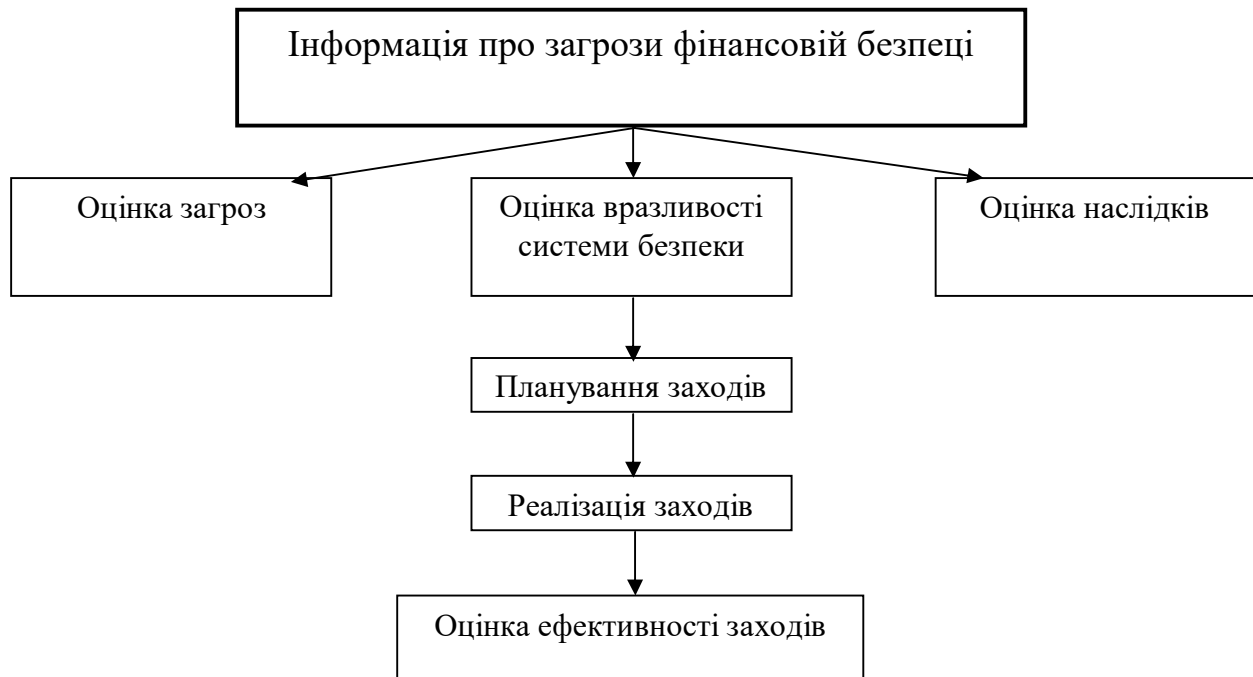 Інформація про загрози фінансовій безпеці
Оцінка загроз
Оцінка вразливості
системи безпеки
Оцінка наслідків
Планування заходів
Реалізація заходів
Оцінка ефективності заходів